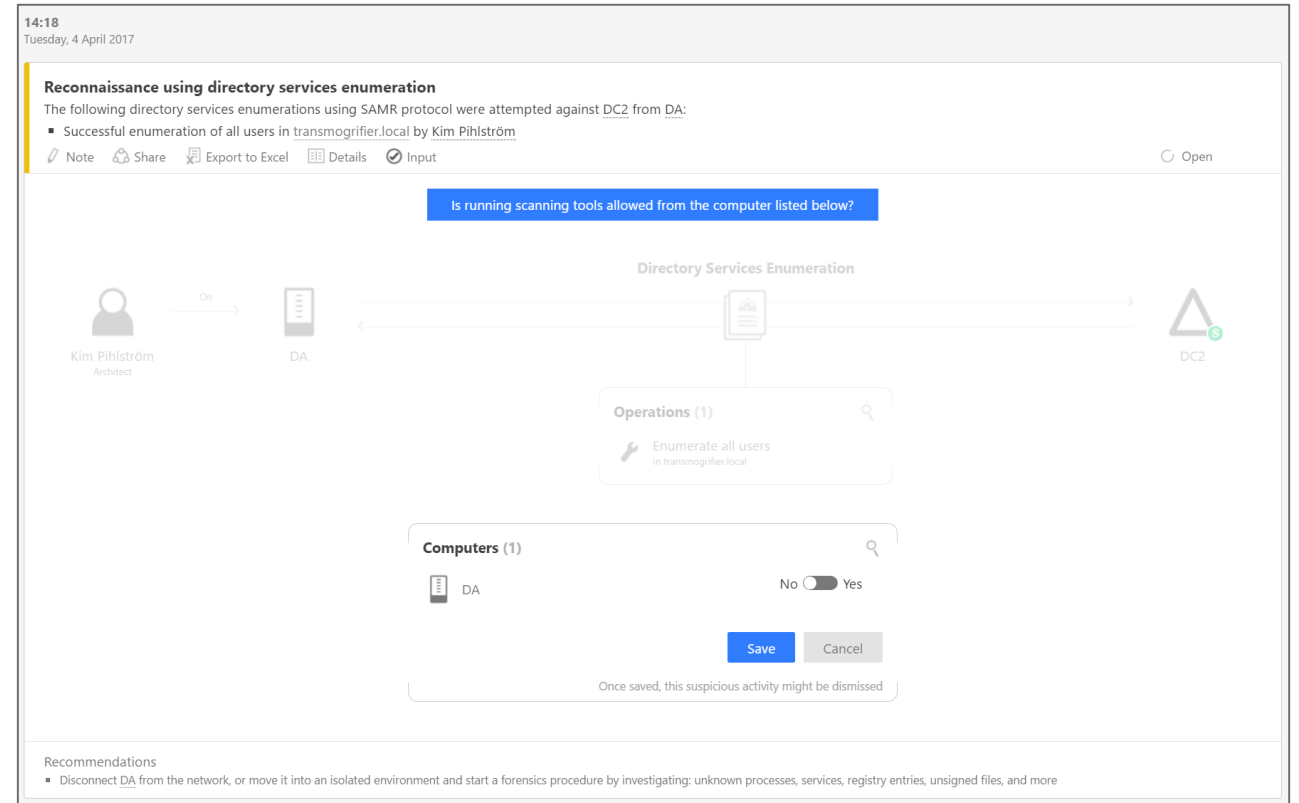 14:18
Tuesday, 4 April 2017
Reconnaissance using directory services enumeration
The following directory services enumerations using SAMR protocol were attempted against DC2 from DA:
▪ Successful enumeration of all users in transmogrifier.local by Kim Pihlström
Note Share Export to Excel Details Input Open
Is running scanning tools allowed from the computer listed below?
Directory Services Enumeration
On
S
Kim Pihlström DA DC2
Architect
Operations (1)
Enumerate all users
in transmogrifier.local
Computers (1)
DA No Yes
Save Cancel
Once saved, this suspicious activity might be dismissed
Recommendations
▪ Disconnect DA from the network, or move it into an isolated environment and start a forensics procedure by investigating: unknown processes, services, registry entries, unsigned files, and more